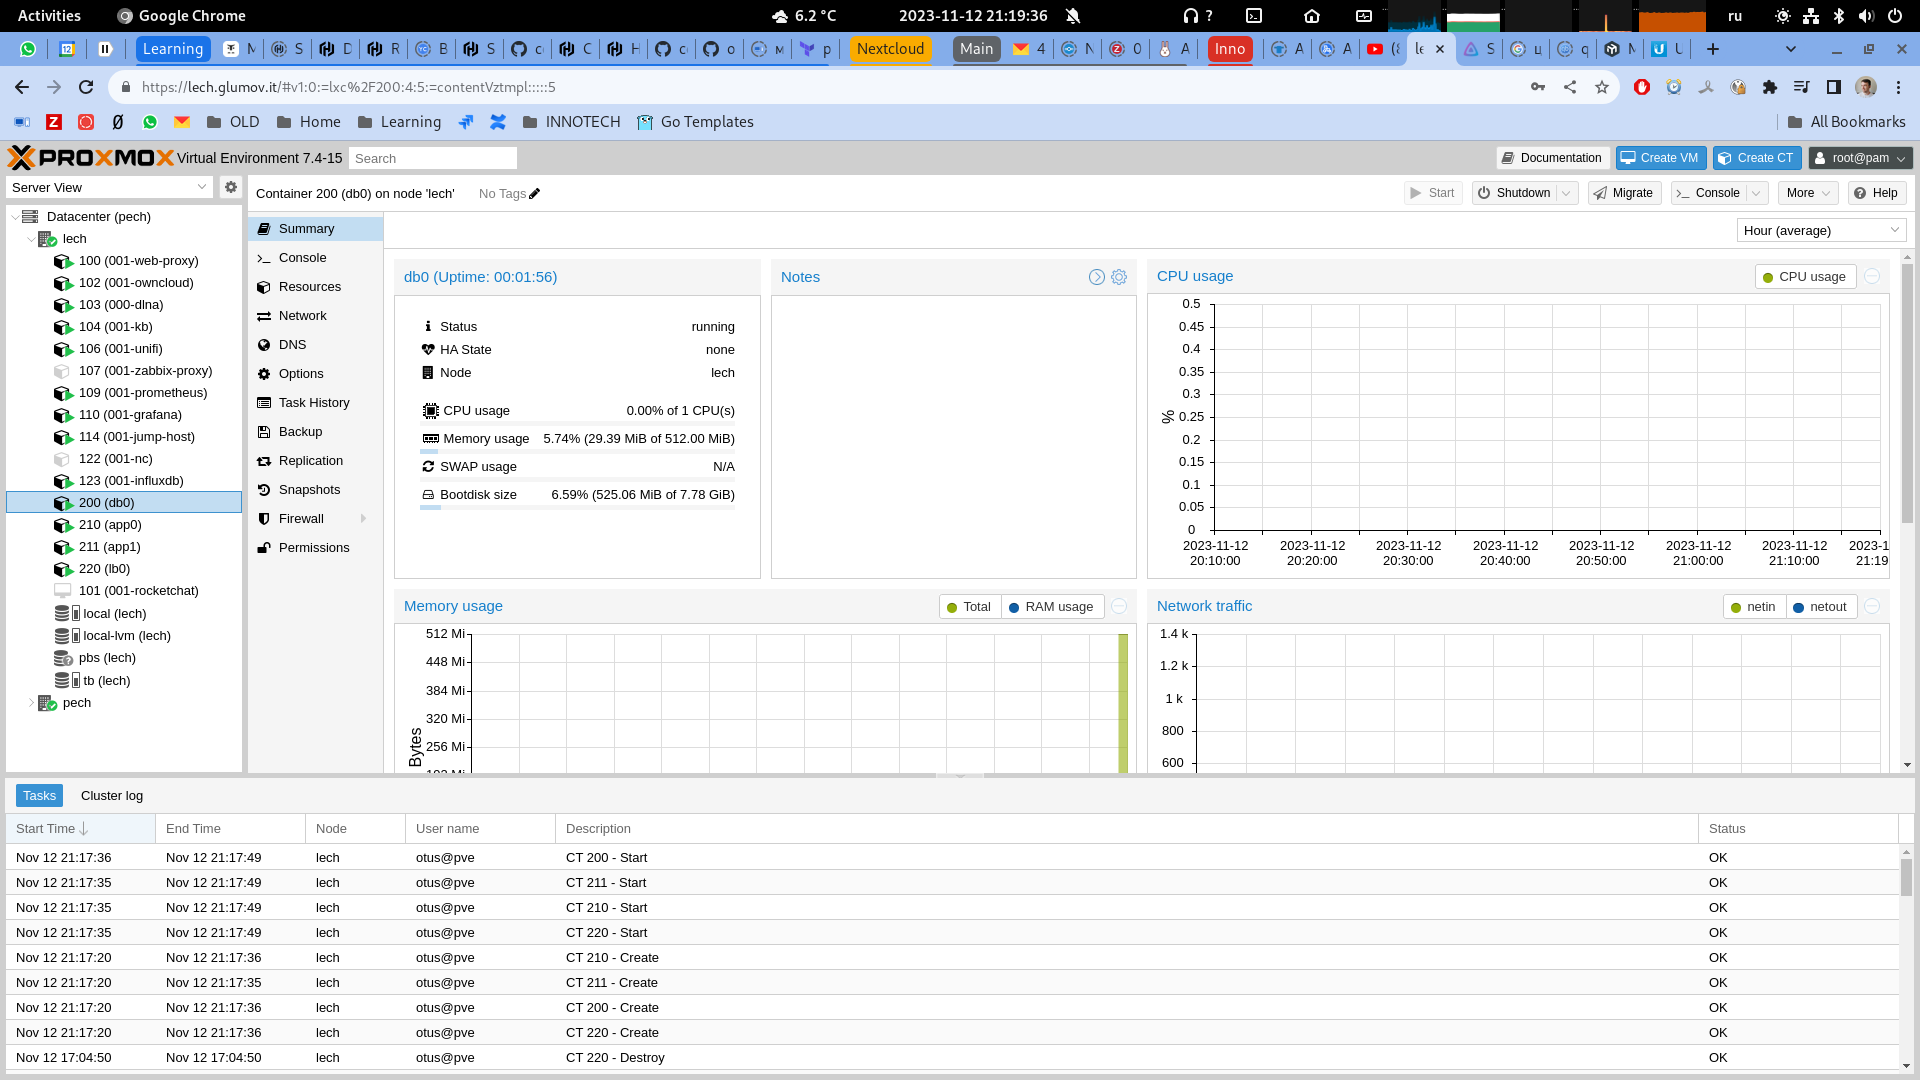 Activities
Google Chrome
6.2 °C
2023-11-12 21:19:36
?
ru
Learning
Nextcloud
Main
4
Inno
https://lech.glumov.it/#v1:0:=lxc%2F200:4:5:=contentVztmpl:::::5
OLD
Home
Learning
INNOTECH
Go Templates
All Bookmarks
PROXMOX Virtual Environment 7.4-15
Search
Documentation
Create VM
Create CT
root@pam
Server View
Container 200 (db0) on node 'lech'
No Tags
Start
Shutdown
Migrate
Console
More
Help
Datacenter (pech)
lech
100 (001-web-proxy)
102 (001-owncloud)
103 (000-dlna)
104 (001-kb)
106 (001-unifi)
107 (001-zabbix-proxy)
109 (001-prometheus)
110 (001-grafana)
114 (001-jump-host)
122 (001-nc)
123 (001-influxdb)
200 (db0)
210 (app0)
211 (app1)
220 (lb0)
101 (001-rocketchat)
local (lech)
local-lvm (lech)
pbs (lech)
tb (lech)
pech
Summary
Console
Resources
Network
DNS
Options
Task History
Backup
Replication
Snapshots
Firewall
Permissions
Hour (average)
db0 (Uptime: 00:01:56)
Status running
HA State none
Node lech
CPU usage 0.00% of 1 CPU(s)
Memory usage 5.74% (29.39 MiB of 512.00 MiB)
SWAP usage N/A
Bootdisk size 6.59% (525.06 MiB of 7.78 GiB)
Notes
CPU usage
CPU usage
%
0.5
0.45
0.4
0.35
0.3
0.25
0.2
0.15
0.1
0.05
0
2023-11-12 20:10:00
2023-11-12 20:20:00
2023-11-12 20:30:00
2023-11-12 20:40:00
2023-11-12 20:50:00
2023-11-12 21:00:00
2023-11-12 21:10:00
2023-1 21:19
Memory usage
Total
RAM usage
Bytes
512 Mi
448 Mi
384 Mi
320 Mi
256 Mi
Network traffic
netin
netout
1.4 k
1.2 k
1 k
800
600
Tasks
Cluster log
Start Time End Time Node User name Description Status
Nov 12 21:17:36 Nov 12 21:17:49 lech otus@pve CT 200 - Start OK
Nov 12 21:17:35 Nov 12 21:17:49 lech otus@pve CT 211 - Start OK
Nov 12 21:17:35 Nov 12 21:17:49 lech otus@pve CT 210 - Start OK
Nov 12 21:17:35 Nov 12 21:17:49 lech otus@pve CT 220 - Start OK
Nov 12 21:17:20 Nov 12 21:17:36 lech otus@pve CT 210 - Create OK
Nov 12 21:17:20 Nov 12 21:17:35 lech otus@pve CT 211 - Create OK
Nov 12 21:17:20 Nov 12 21:17:36 lech otus@pve CT 200 - Create OK
Nov 12 21:17:20 Nov 12 21:17:36 lech otus@pve CT 220 - Create OK
Nov 12 17:04:50 Nov 12 17:04:50 lech otus@pve CT 220 - Destroy OK